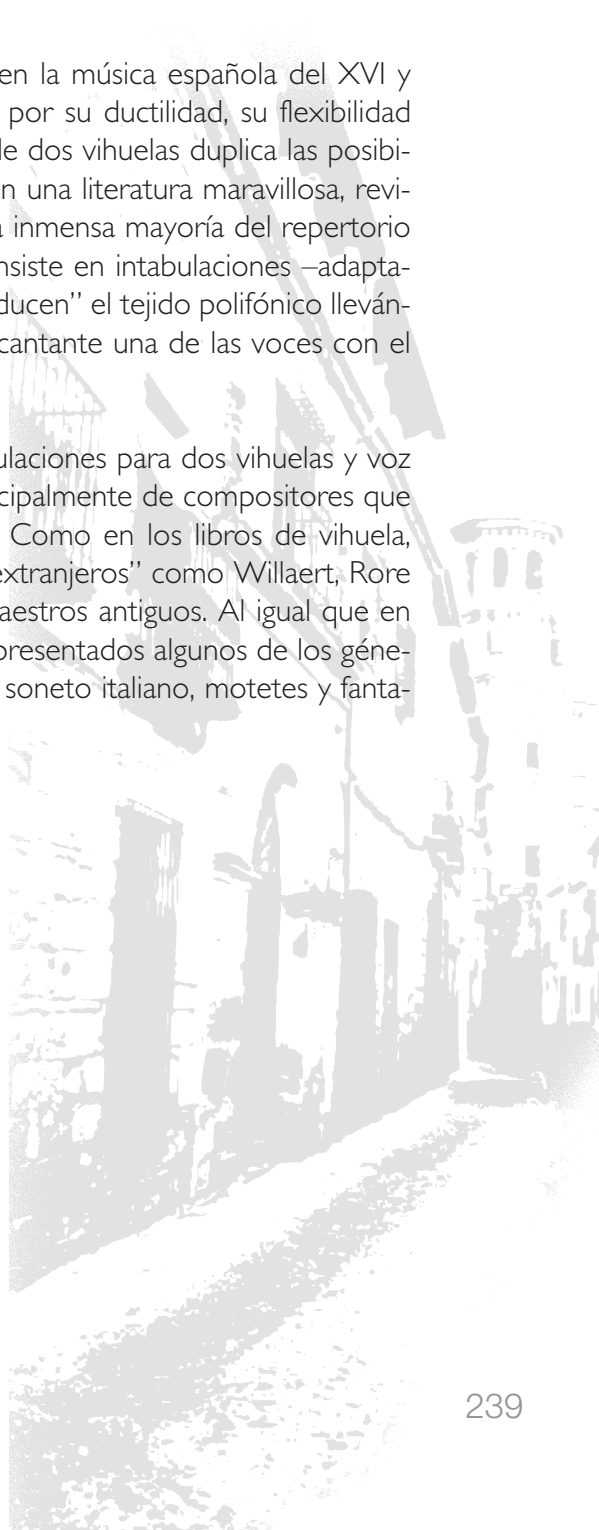 en la música española del XVI y
por su ductilidad, su flexibilidad
de dos vihuelas duplica las posibi-
n una literatura maravillosa, revi-
a inmensa mayoría del repertorio
nsiste en intabulaciones –adapta-
ducen” el tejido polifónico lleván-
cantante una de las voces con el
ulaciones para dos vihuelas y voz
cipalmente de compositores que
Como en los libros de vihuela,
extranjeros” como Willaert, Rore
aestros antiguos. Al igual que en
presentados algunos de los géne-
soneto italiano, motetes y fanta-
239